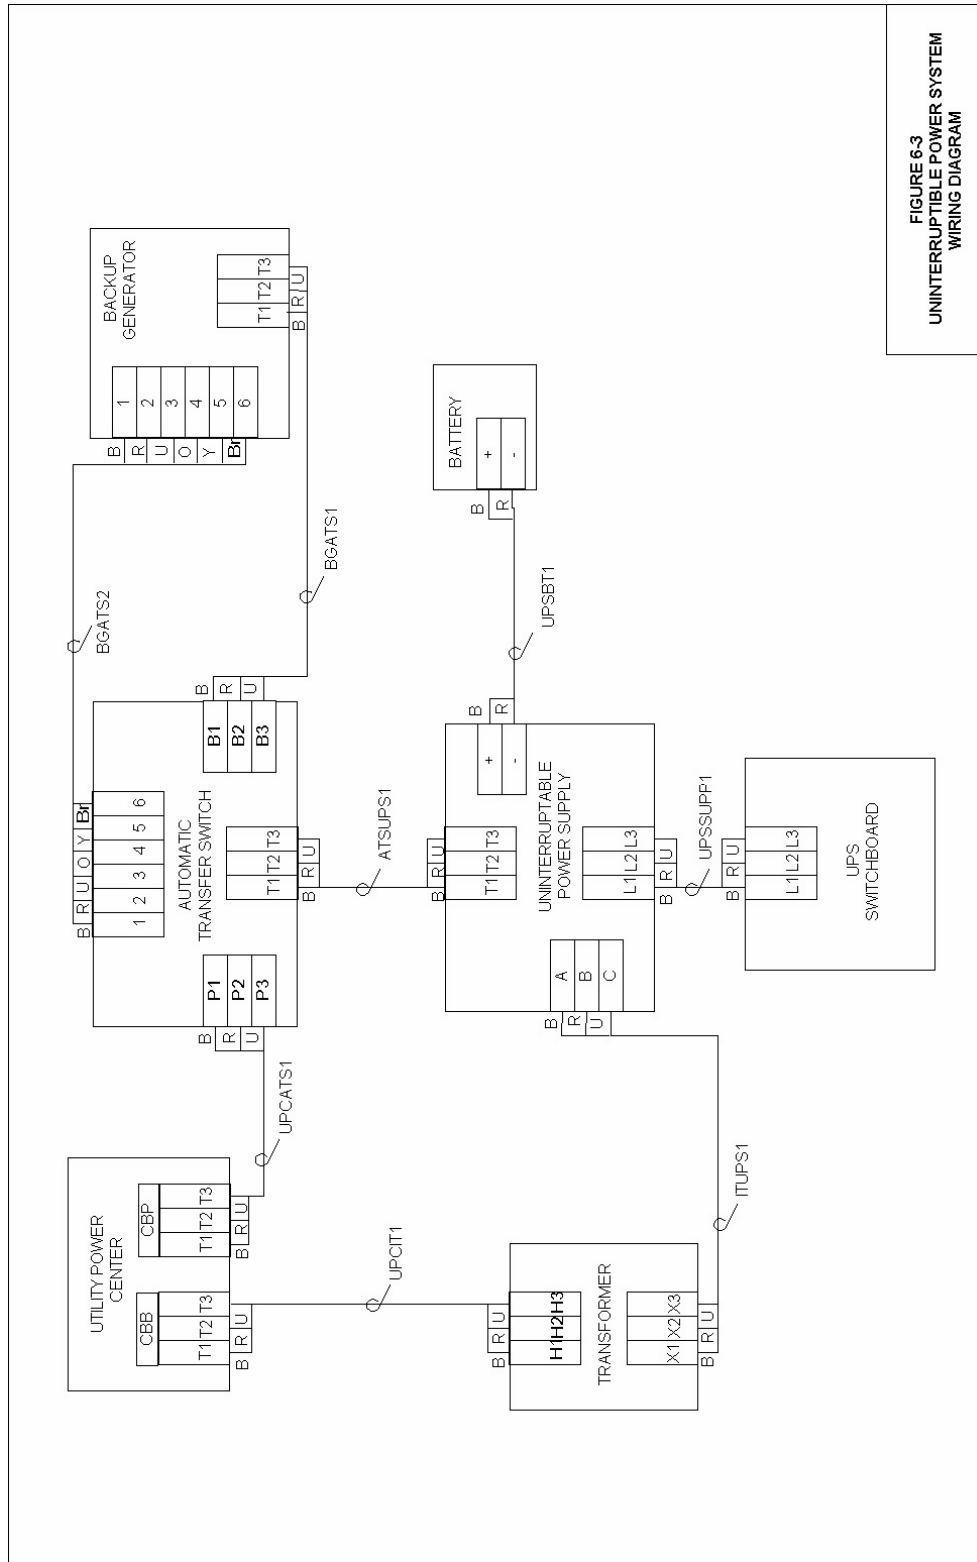 FIGURE 6-3
UNINTERRUPTIBLE POWER SYSTEM
WIRING DIAGRAM
UTILITY POWER
CENTER
CBB
T1 T2 T3
B R U
CBP
T1 T2 T3
B R U
UPCATS1
UPCIT1
B R U O Y Br
1 2 3 4 5 6
AUTOMATIC
TRANSFER SWITCH
B
R
U
P1
P2
P3
B1
B2
B3
B
R
U
T1 T2 T3
B R U
BGATS2
BGATS1
BACKUP
GENERATOR
B
R
U
O
Y
Br
1
2
3
4
5
6
T1 T2 T3
B R U
ATSUPS1
B R U
T1 T2 T3
UNINTERRUPTABLE
POWER SUPPLY
+
-
B
R
UPSBT1
BATTERY
B
R
+
-
B
R
U
A
B
C
L1 L2 L3
B R U
UPSSUPP1
B R U
L1 L2 L3
UPS
SWITCHBOARD
B R U
H1H2H3
TRANSFORMER
X1 X2 X3
B R U
ITUPS1